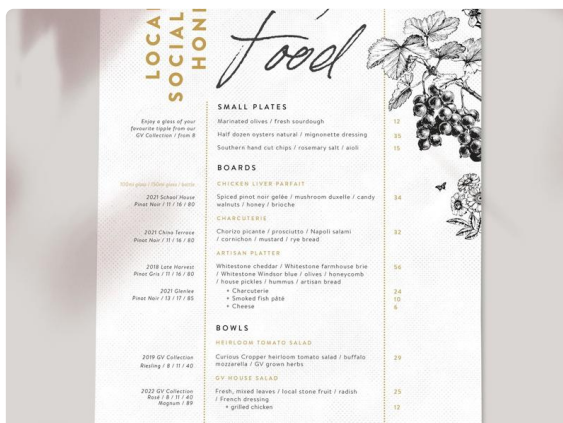 LOCA
SOCIAL
HONE
food
SMALL PLATES
Enjoy a glass of your
favourite tipple from our
GV Collection / from 8
Marinated olives / fresh sourdough 12
Half dozen oysters natural / mignonette dressing 35
Southern hand cut chips / rosemary salt / aioli 15
BOARDS
110ml glass / 150ml glass / bottle
CHICKEN LIVER PARFAIT
2021 School House
Pinot Noir / 11 / 16 / 80
Spiced pinot noir gelée / mushroom duxelle / candy 34
walnuts / honey / brioche
CHARCUTERIE
2021 China Terrace
Pinot Noir / 11 / 16 / 80
Chorizo picante / prosciutto / Napoli salami 32
/ cornichon / mustard / rye bread
ARTISAN PLATTER
2018 Late Harvest
Pinot Gris / 11 / 16 / 80
Whitestone cheddar / Whitestone farmhouse brie 56
/ Whitestone Windsor blue / olives / honeycomb
/ house pickles / hummus / artisan bread
2021 Glenlee
Pinot Noir / 13 / 17 / 85
+ Charcuterie 24
+ Smoked fish pâté 10
+ Cheese 6
BOWLS
HEIRLOOM TOMATO SALAD
2019 GV Collection
Riesling / 8 / 11 / 40
Curious Cropper heirloom tomato salad / buffalo 29
mozzarella / GV grown herbs
GV HOUSE SALAD
2022 GV Collection
Rosé / 8 / 11 / 40
Magnum / 89
Fresh, mixed leaves / local stone fruit / radish 25
/ French dressing
+ grilled chicken 12